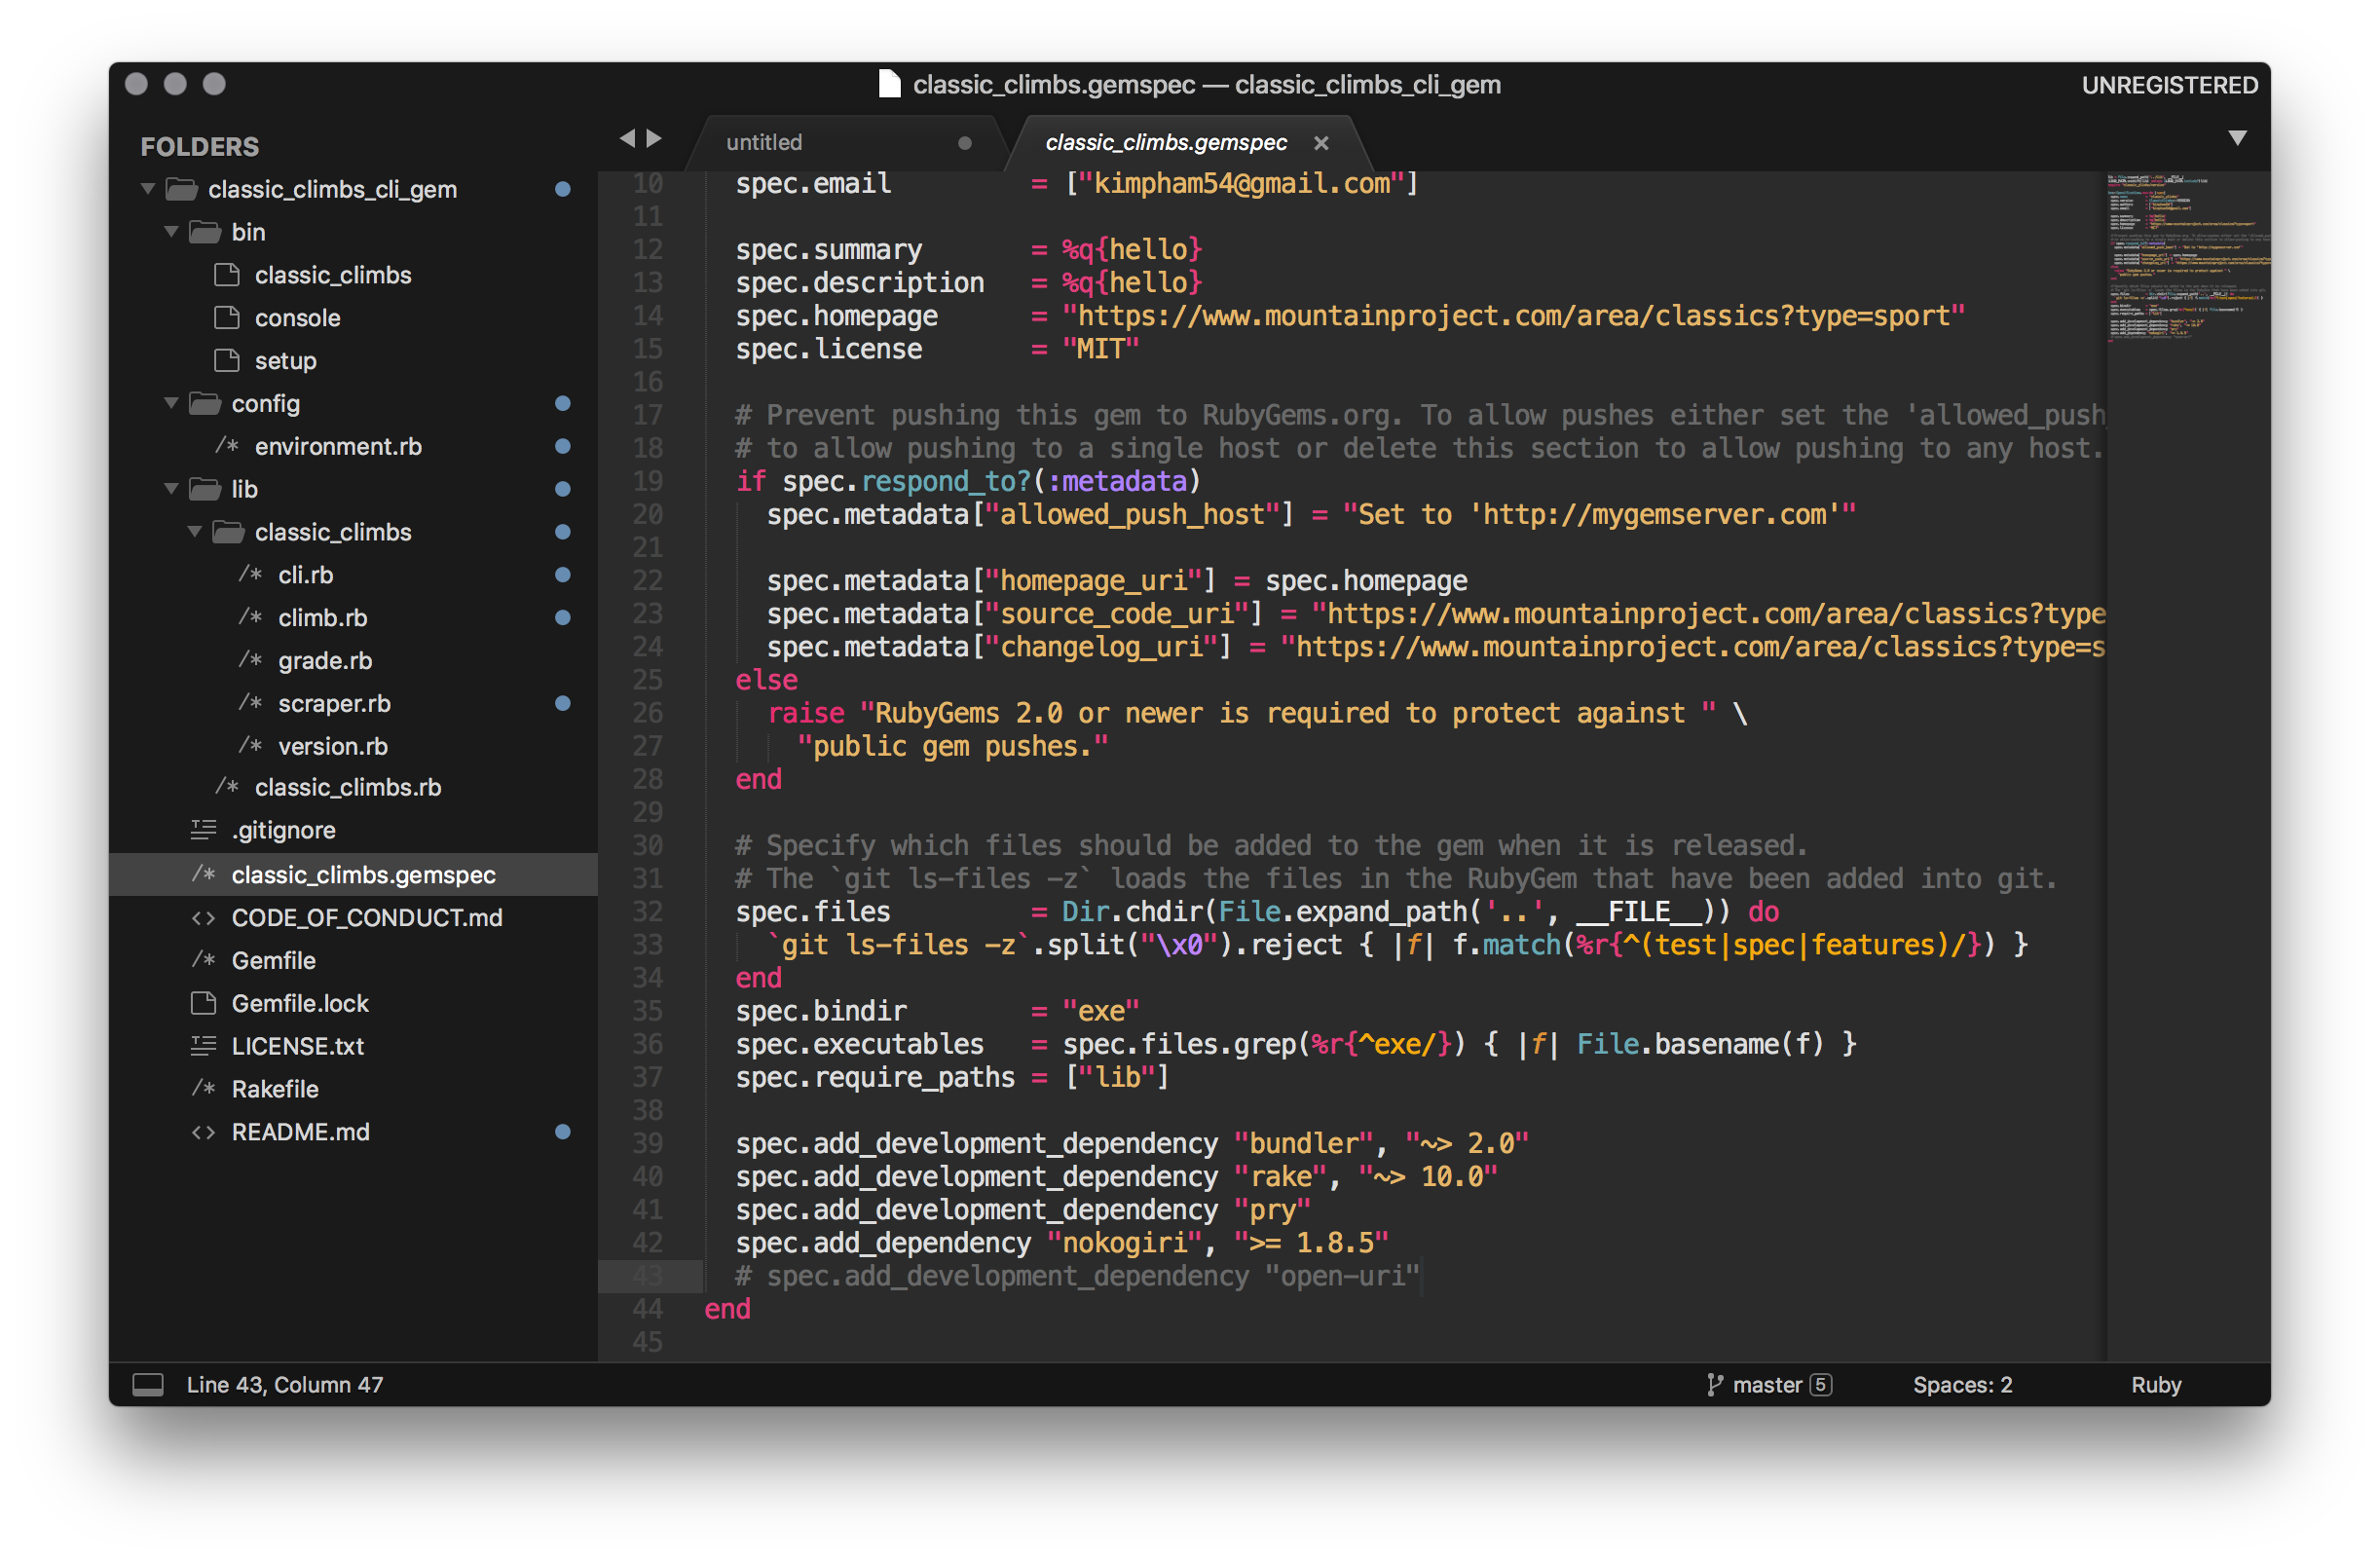 classic_climbs.gemspec — classic_climbs_cli_gem
UNREGISTERED
FOLDERS
classic_climbs_cli_gem
bin
classic_climbs
console
setup
config
/* environment.rb
lib
classic_climbs
/* cli.rb
/* climb.rb
/* grade.rb
/* scraper.rb
/* version.rb
/* classic_climbs.rb
.gitignore
/* classic_climbs.gemspec
<> CODE_OF_CONDUCT.md
/* Gemfile
Gemfile.lock
LICENSE.txt
/* Rakefile
<> README.md
untitled
classic_climbs.gemspec ×
10 spec.email = ["kimpham54@gmail.com"]
11
12 spec.summary = %q{hello}
13 spec.description = %q{hello}
14 spec.homepage = "https://www.mountainproject.com/area/classics?type=sport"
15 spec.license = "MIT"
16
17 # Prevent pushing this gem to RubyGems.org. To allow pushes either set the 'allowed_push_
18 # to allow pushing to a single host or delete this section to allow pushing to any host.
19 if spec.respond_to?(:metadata)
20 spec.metadata["allowed_push_host"] = "Set to 'http://mygemserver.com'"
21
22 spec.metadata["homepage_uri"] = spec.homepage
23 spec.metadata["source_code_uri"] = "https://www.mountainproject.com/area/classics?type
24 spec.metadata["changelog_uri"] = "https://www.mountainproject.com/area/classics?type=s
25 else
26 raise "RubyGems 2.0 or newer is required to protect against " \
27 "public gem pushes."
28 end
29
30 # Specify which files should be added to the gem when it is released.
31 # The `git ls-files -z` loads the files in the RubyGem that have been added into git.
32 spec.files = Dir.chdir(File.expand_path('..', __FILE__)) do
33 `git ls-files -z`.split("\x0").reject { |f| f.match(%r{^(test|spec|features)/}) }
34 end
35 spec.bindir = "exe"
36 spec.executables = spec.files.grep(%r{^exe/}) { |f| File.basename(f) }
37 spec.require_paths = ["lib"]
38
39 spec.add_development_dependency "bundler", "~> 2.0"
40 spec.add_development_dependency "rake", "~> 10.0"
41 spec.add_development_dependency "pry"
42 spec.add_dependency "nokogiri", ">= 1.8.5"
43 # spec.add_development_dependency "open-uri"
44 end
45
Line 43, Column 47
master 5
Spaces: 2
Ruby